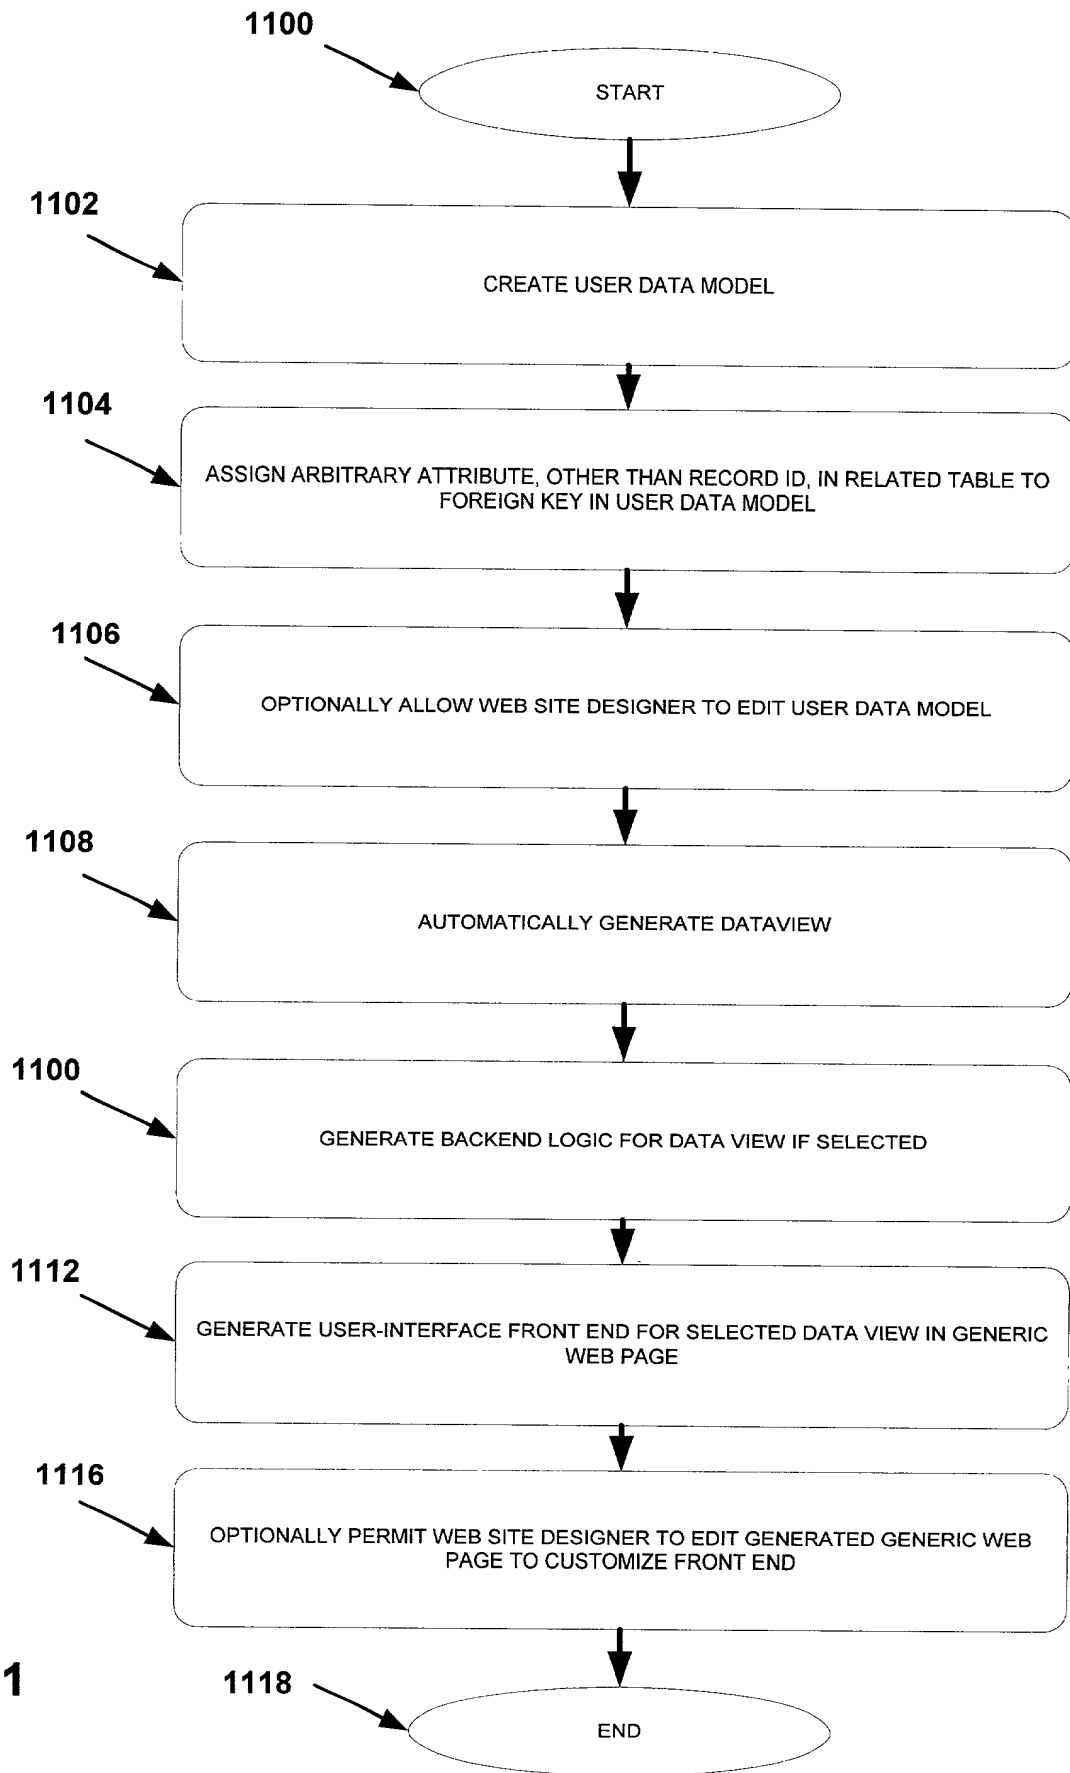 1100
START
1102
CREATE USER DATA MODEL
1104
ASSIGN ARBITRARY ATTRIBUTE, OTHER THAN RECORD ID, IN RELATED TABLE TO
FOREIGN KEY IN USER DATA MODEL
1106
OPTIONALLY ALLOW WEB SITE DESIGNER TO EDIT USER DATA MODEL
1108
AUTOMATICALLY GENERATE DATAVIEW
1100
GENERATE BACKEND LOGIC FOR DATA VIEW IF SELECTED
1112
GENERATE USER-INTERFACE FRONT END FOR SELECTED DATA VIEW IN GENERIC
WEB PAGE
1116
OPTIONALLY PERMIT WEB SITE DESIGNER TO EDIT GENERATED GENERIC WEB
PAGE TO CUSTOMIZE FRONT END
1
1118
END